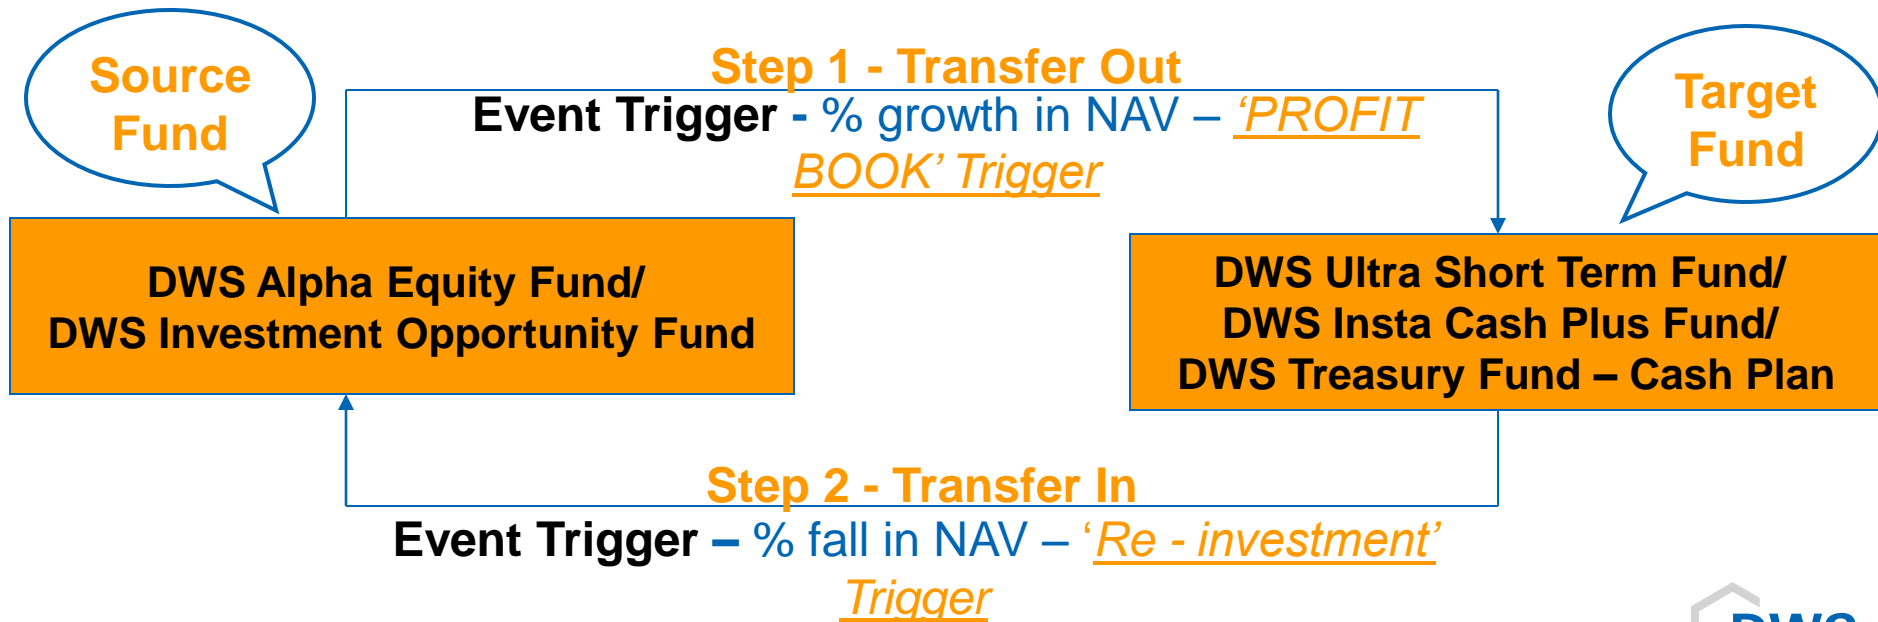 Source
Fund
Step 1 - Transfer Out
Event Trigger - % growth in NAV – ‘PROFIT
BOOK’ Trigger
Target
Fund
DWS Alpha Equity Fund/
DWS Investment Opportunity Fund
DWS Ultra Short Term Fund/
DWS Insta Cash Plus Fund/
DWS Treasury Fund – Cash Plan
Step 2 - Transfer In
Event Trigger – % fall in NAV – ‘Re - investment’
Trigger
DWS